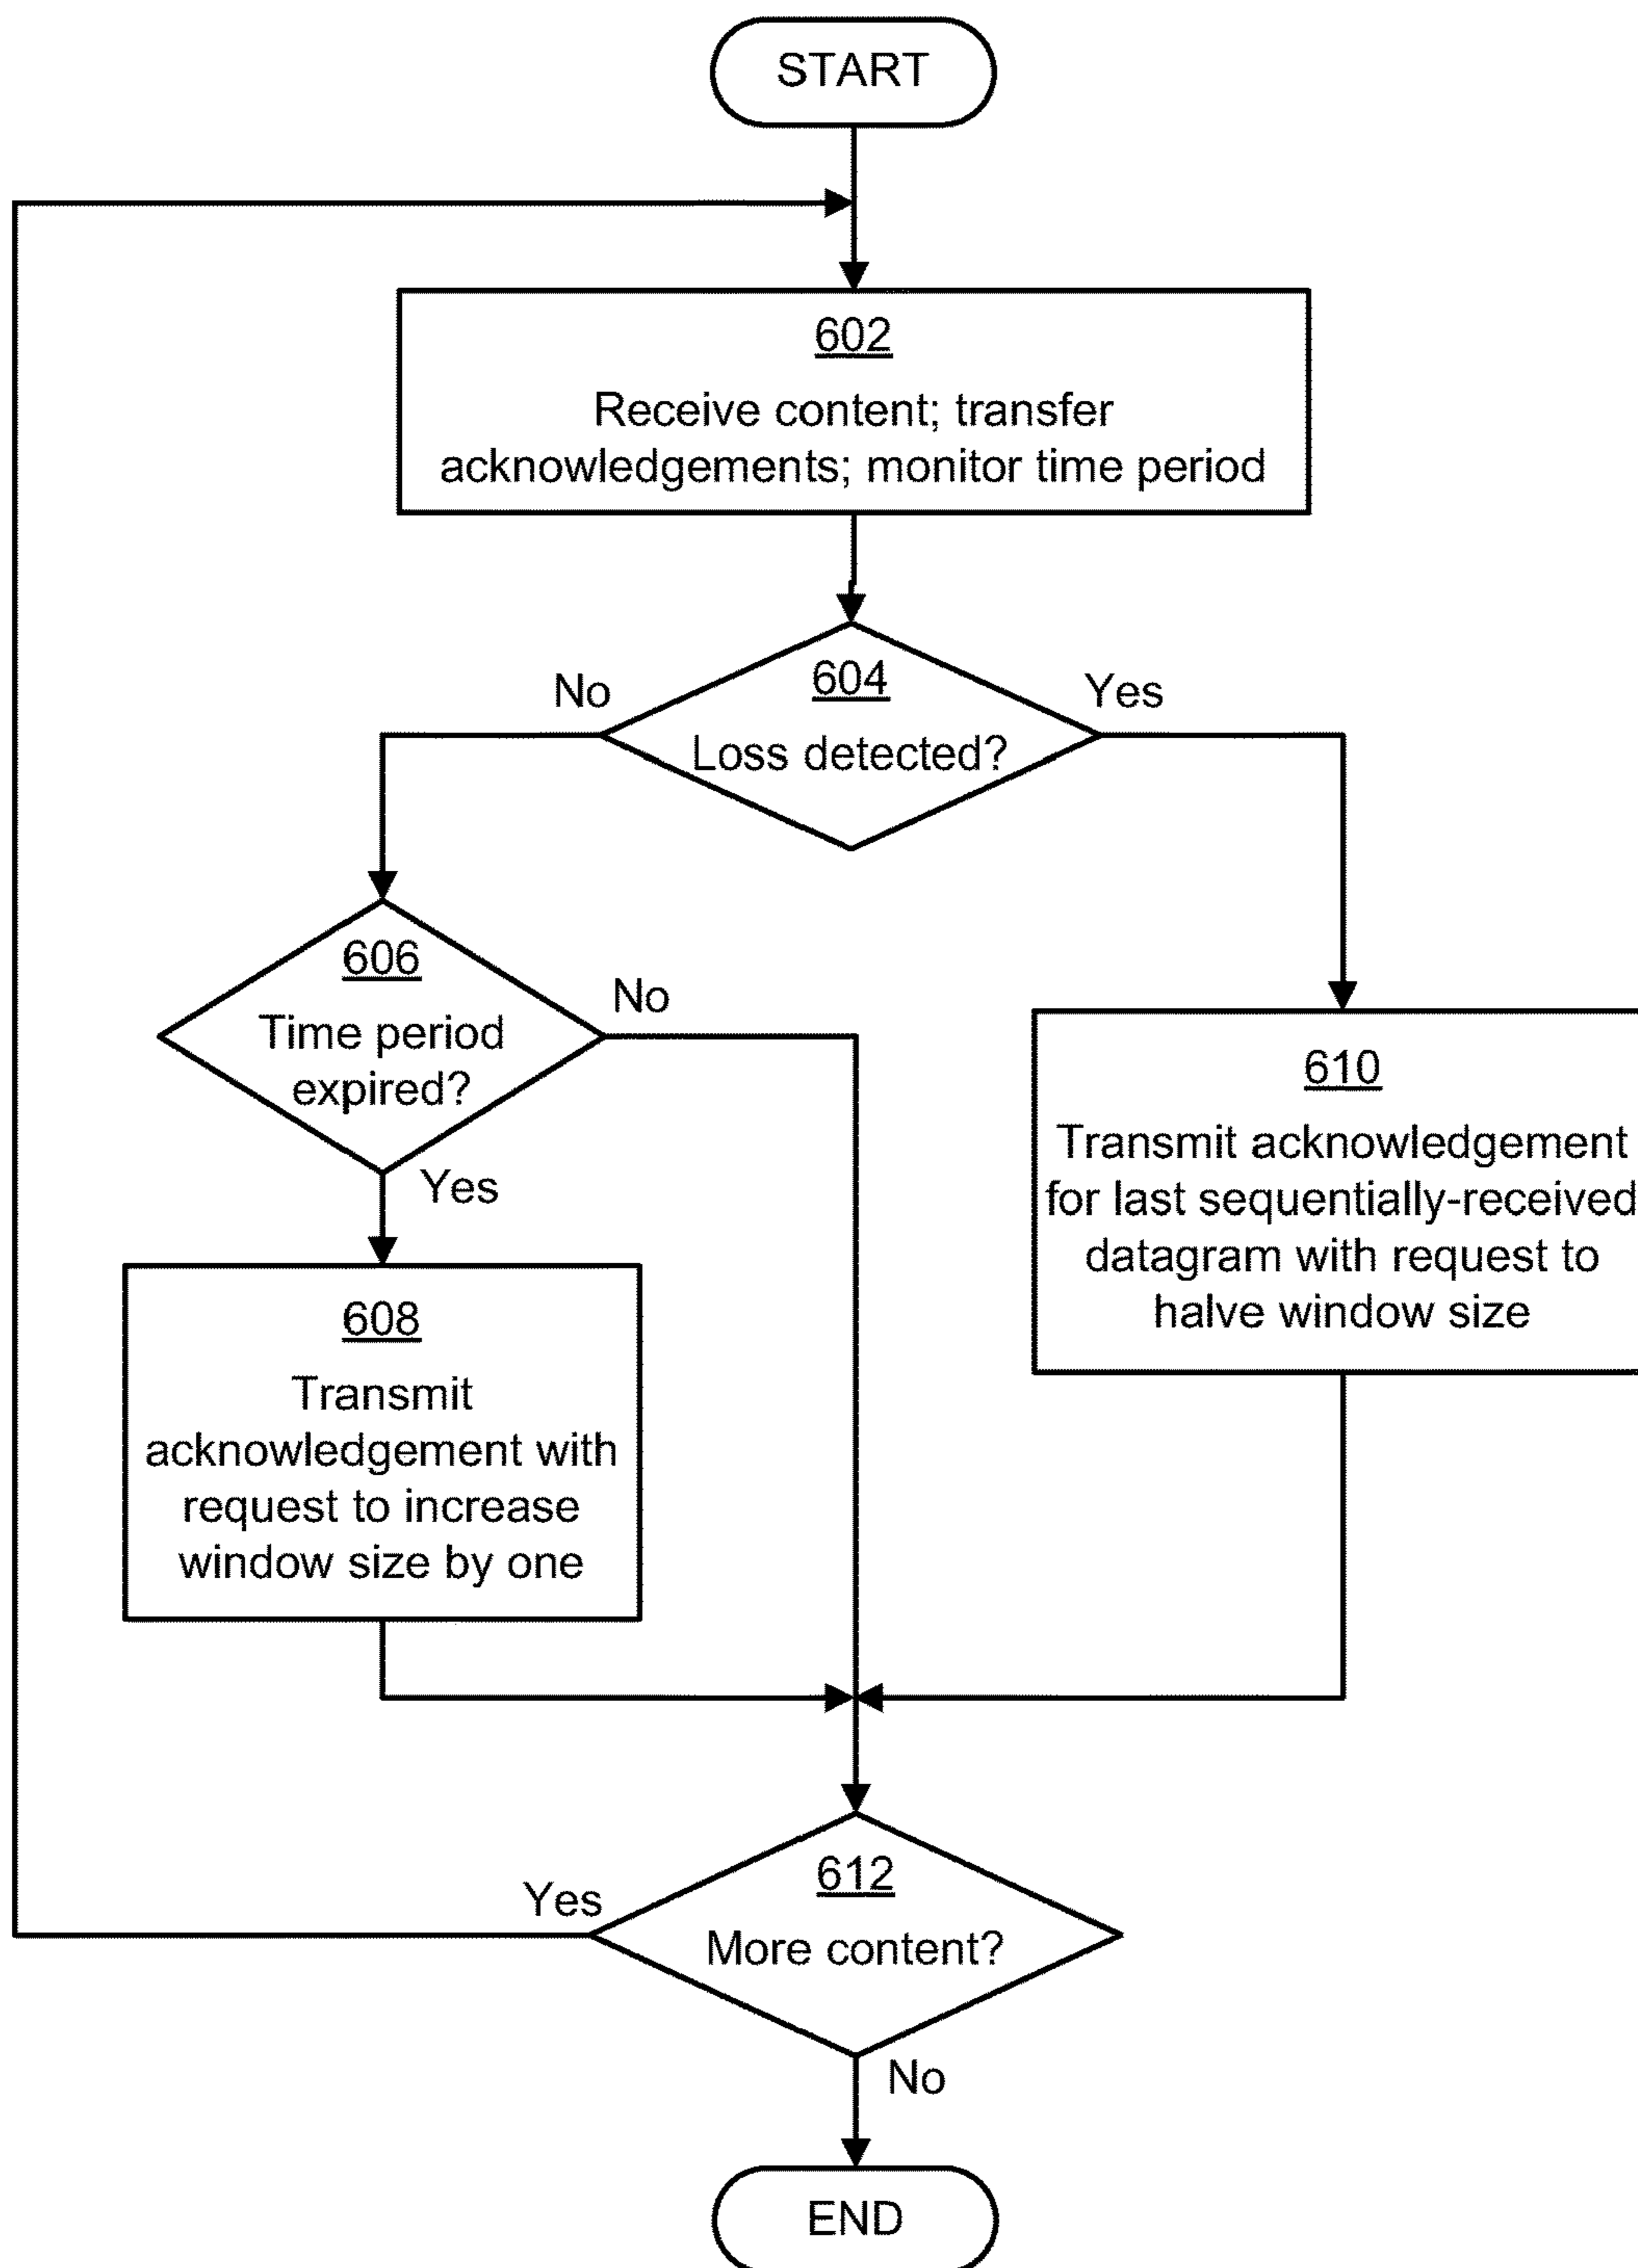 START
602
Receive content; transfer
acknowledgements; monitor time period
604
Loss detected?
No
Yes
606
Time period
expired?
No
Yes
608
Transmit
acknowledgement with
request to increase
window size by one
610
Transmit acknowledgement
for last sequentially-received
datagram with request to
halve window size
612
More content?
Yes
No
END